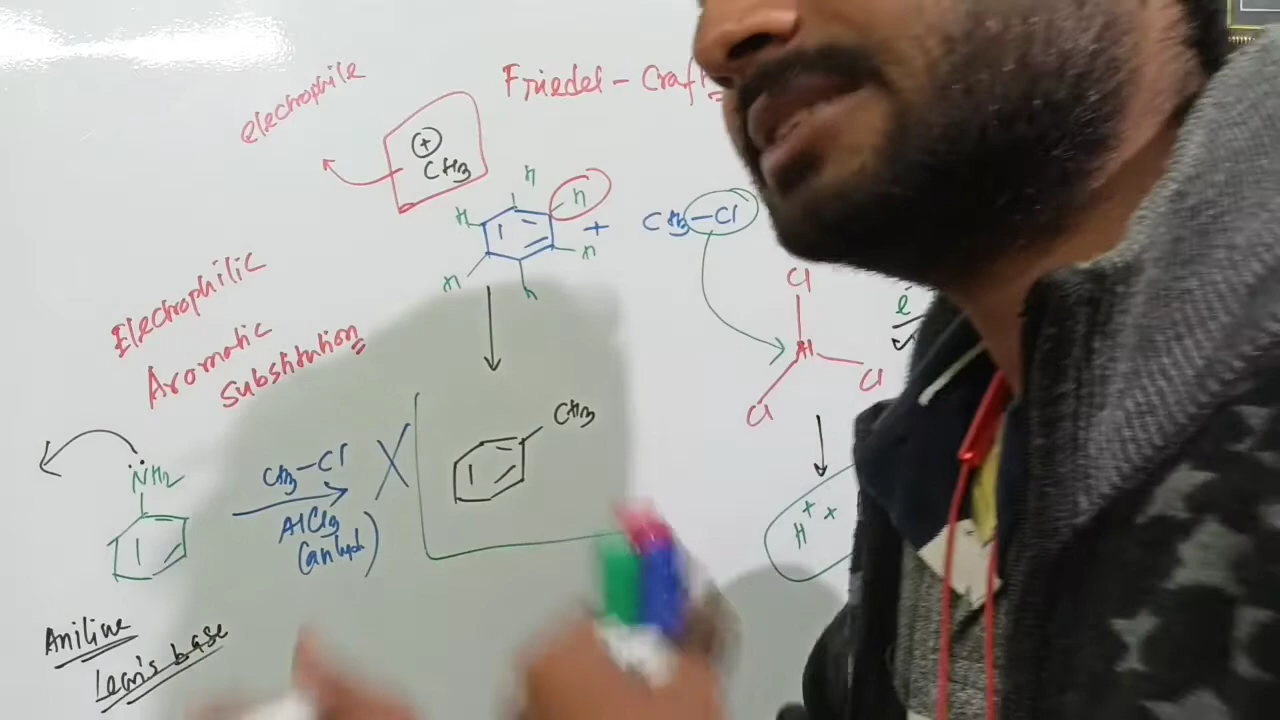 Friedel - Craft
electrophile
+
CH3
H
H
H
H
H
H
+ CH3-Cl
Cl
Al
Cl
Cl
e
Electrophilic
Aromatic
substitution
CH3
NH2
CH3-Cl
AlCl3
(anhyd)
X
H+ +
Aniline
Lewis base